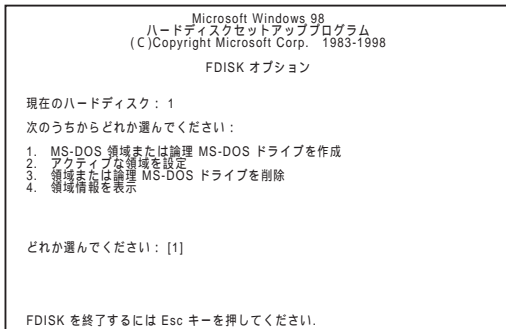 Microsoft Windows 98
ハードディスクセットアッププログラム
(C)Copyright Microsoft Corp. 1983-1998
FDISK オプション
現在のハードディスク: 1
次のうちからどれか選んでください:
1. MS-DOS 領域または論理 MS-DOS ドライブを作成
2. アクティブな領域を設定
3. 領域または論理 MS-DOS ドライブを削除
4. 領域情報を表示
どれか選んでください: [1]
FDISK を終了するには Esc キーを押してください.